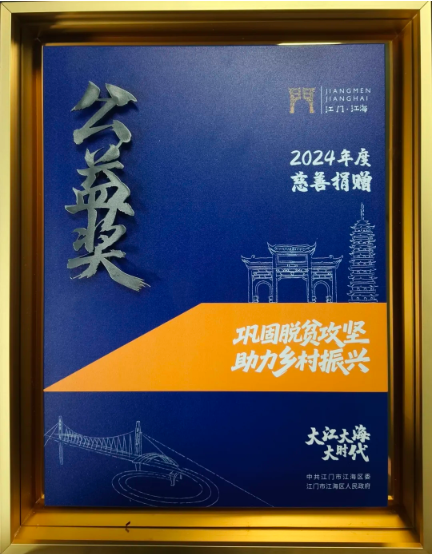 公益奖
JIANGMEN
JIANGHAI
江门·江海
2024年度
慈善捐赠
巩固脱贫攻坚
助力乡村振兴
大江大海
大时代
中共江门市江海区委
江门市江海区人民政府